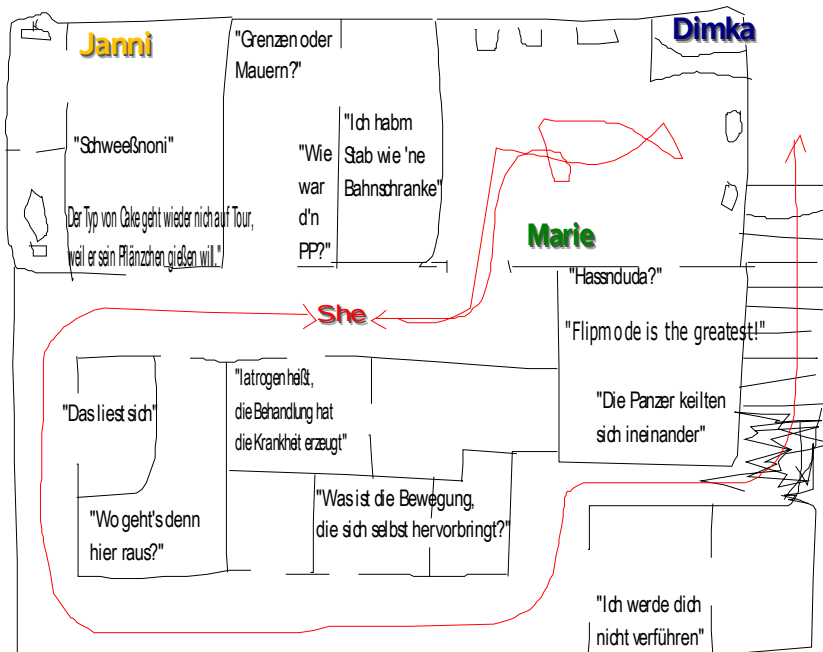 Janni
"Grenzen oder
Mauern?"
Dimka
"Schweeßnoni"
"Ich habm
Stab wie 'ne
Bahnschranke"
"Wie
war
d'n
PP?"
Der Typ von Cake geht wieder nich auf Tour,
weil er sein Pflänzchen gießen will."
Marie
"Hassnduda?"
She
"Flipmode is the greatest!"
"Das liest sich"
"Iatrogen heißt,
die Behandlung hat
die Krankheit erzeugt"
"Die Panzer keilten
sich ineinander"
"Wo geht's denn
hier raus?"
"Was ist die Bewegung,
die sich selbst hervorbringt?"
"Ich werde dich
nicht verführen"